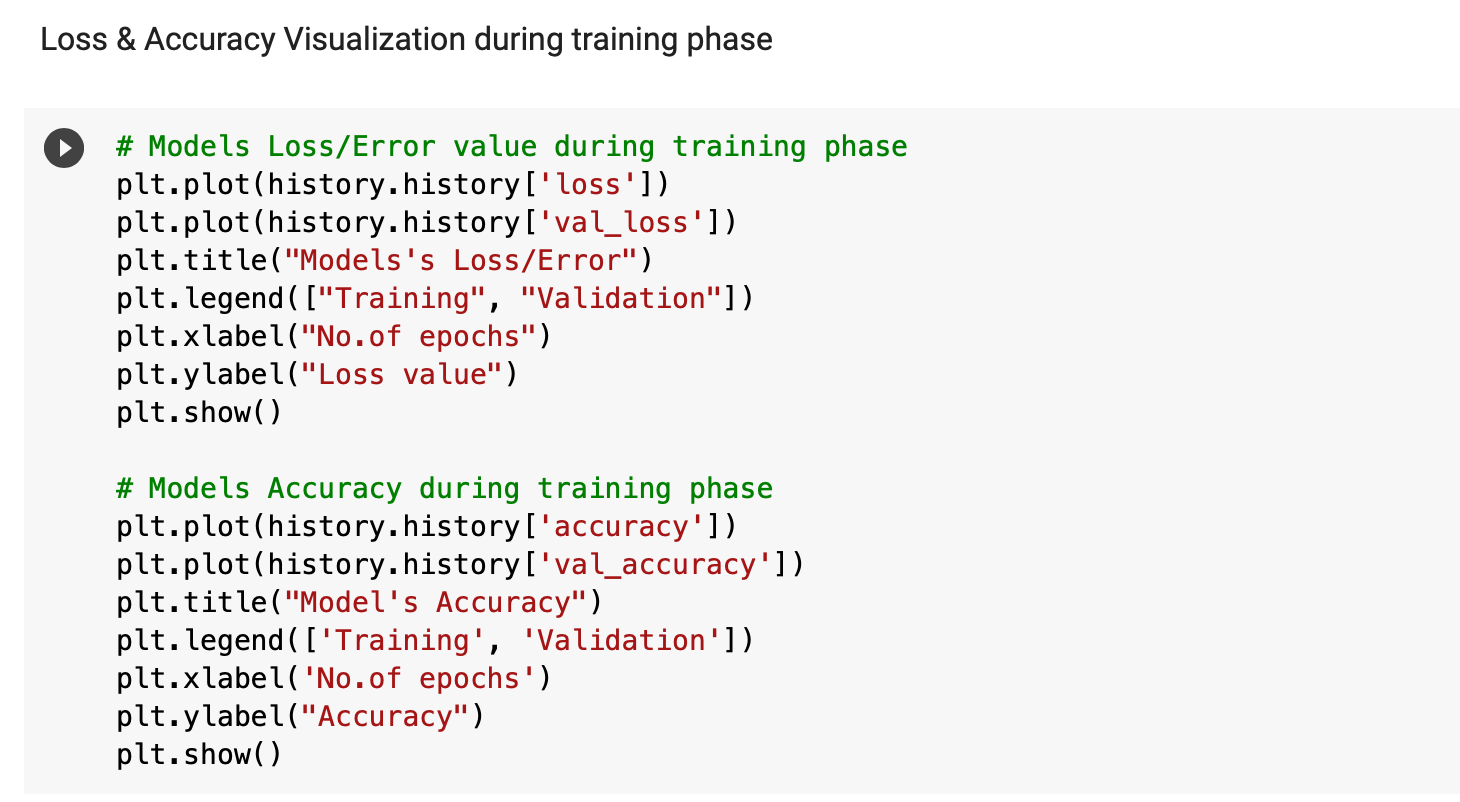 Loss & Accuracy Visualization during training phase
# Models Loss/Error value during training phase
plt.plot(history.history['loss'])
plt.plot(history.history['val_loss'])
plt.title("Models's Loss/Error")
plt.legend(["Training", "Validation"])
plt.xlabel("No.of epochs")
plt.ylabel("Loss value")
plt.show()
# Models Accuracy during training phase
plt.plot(history.history['accuracy'])
plt.plot(history.history['val_accuracy'])
plt.title("Model's Accuracy")
plt.legend(['Training', 'Validation'])
plt.xlabel('No.of epochs')
plt.ylabel("Accuracy")
plt.show()